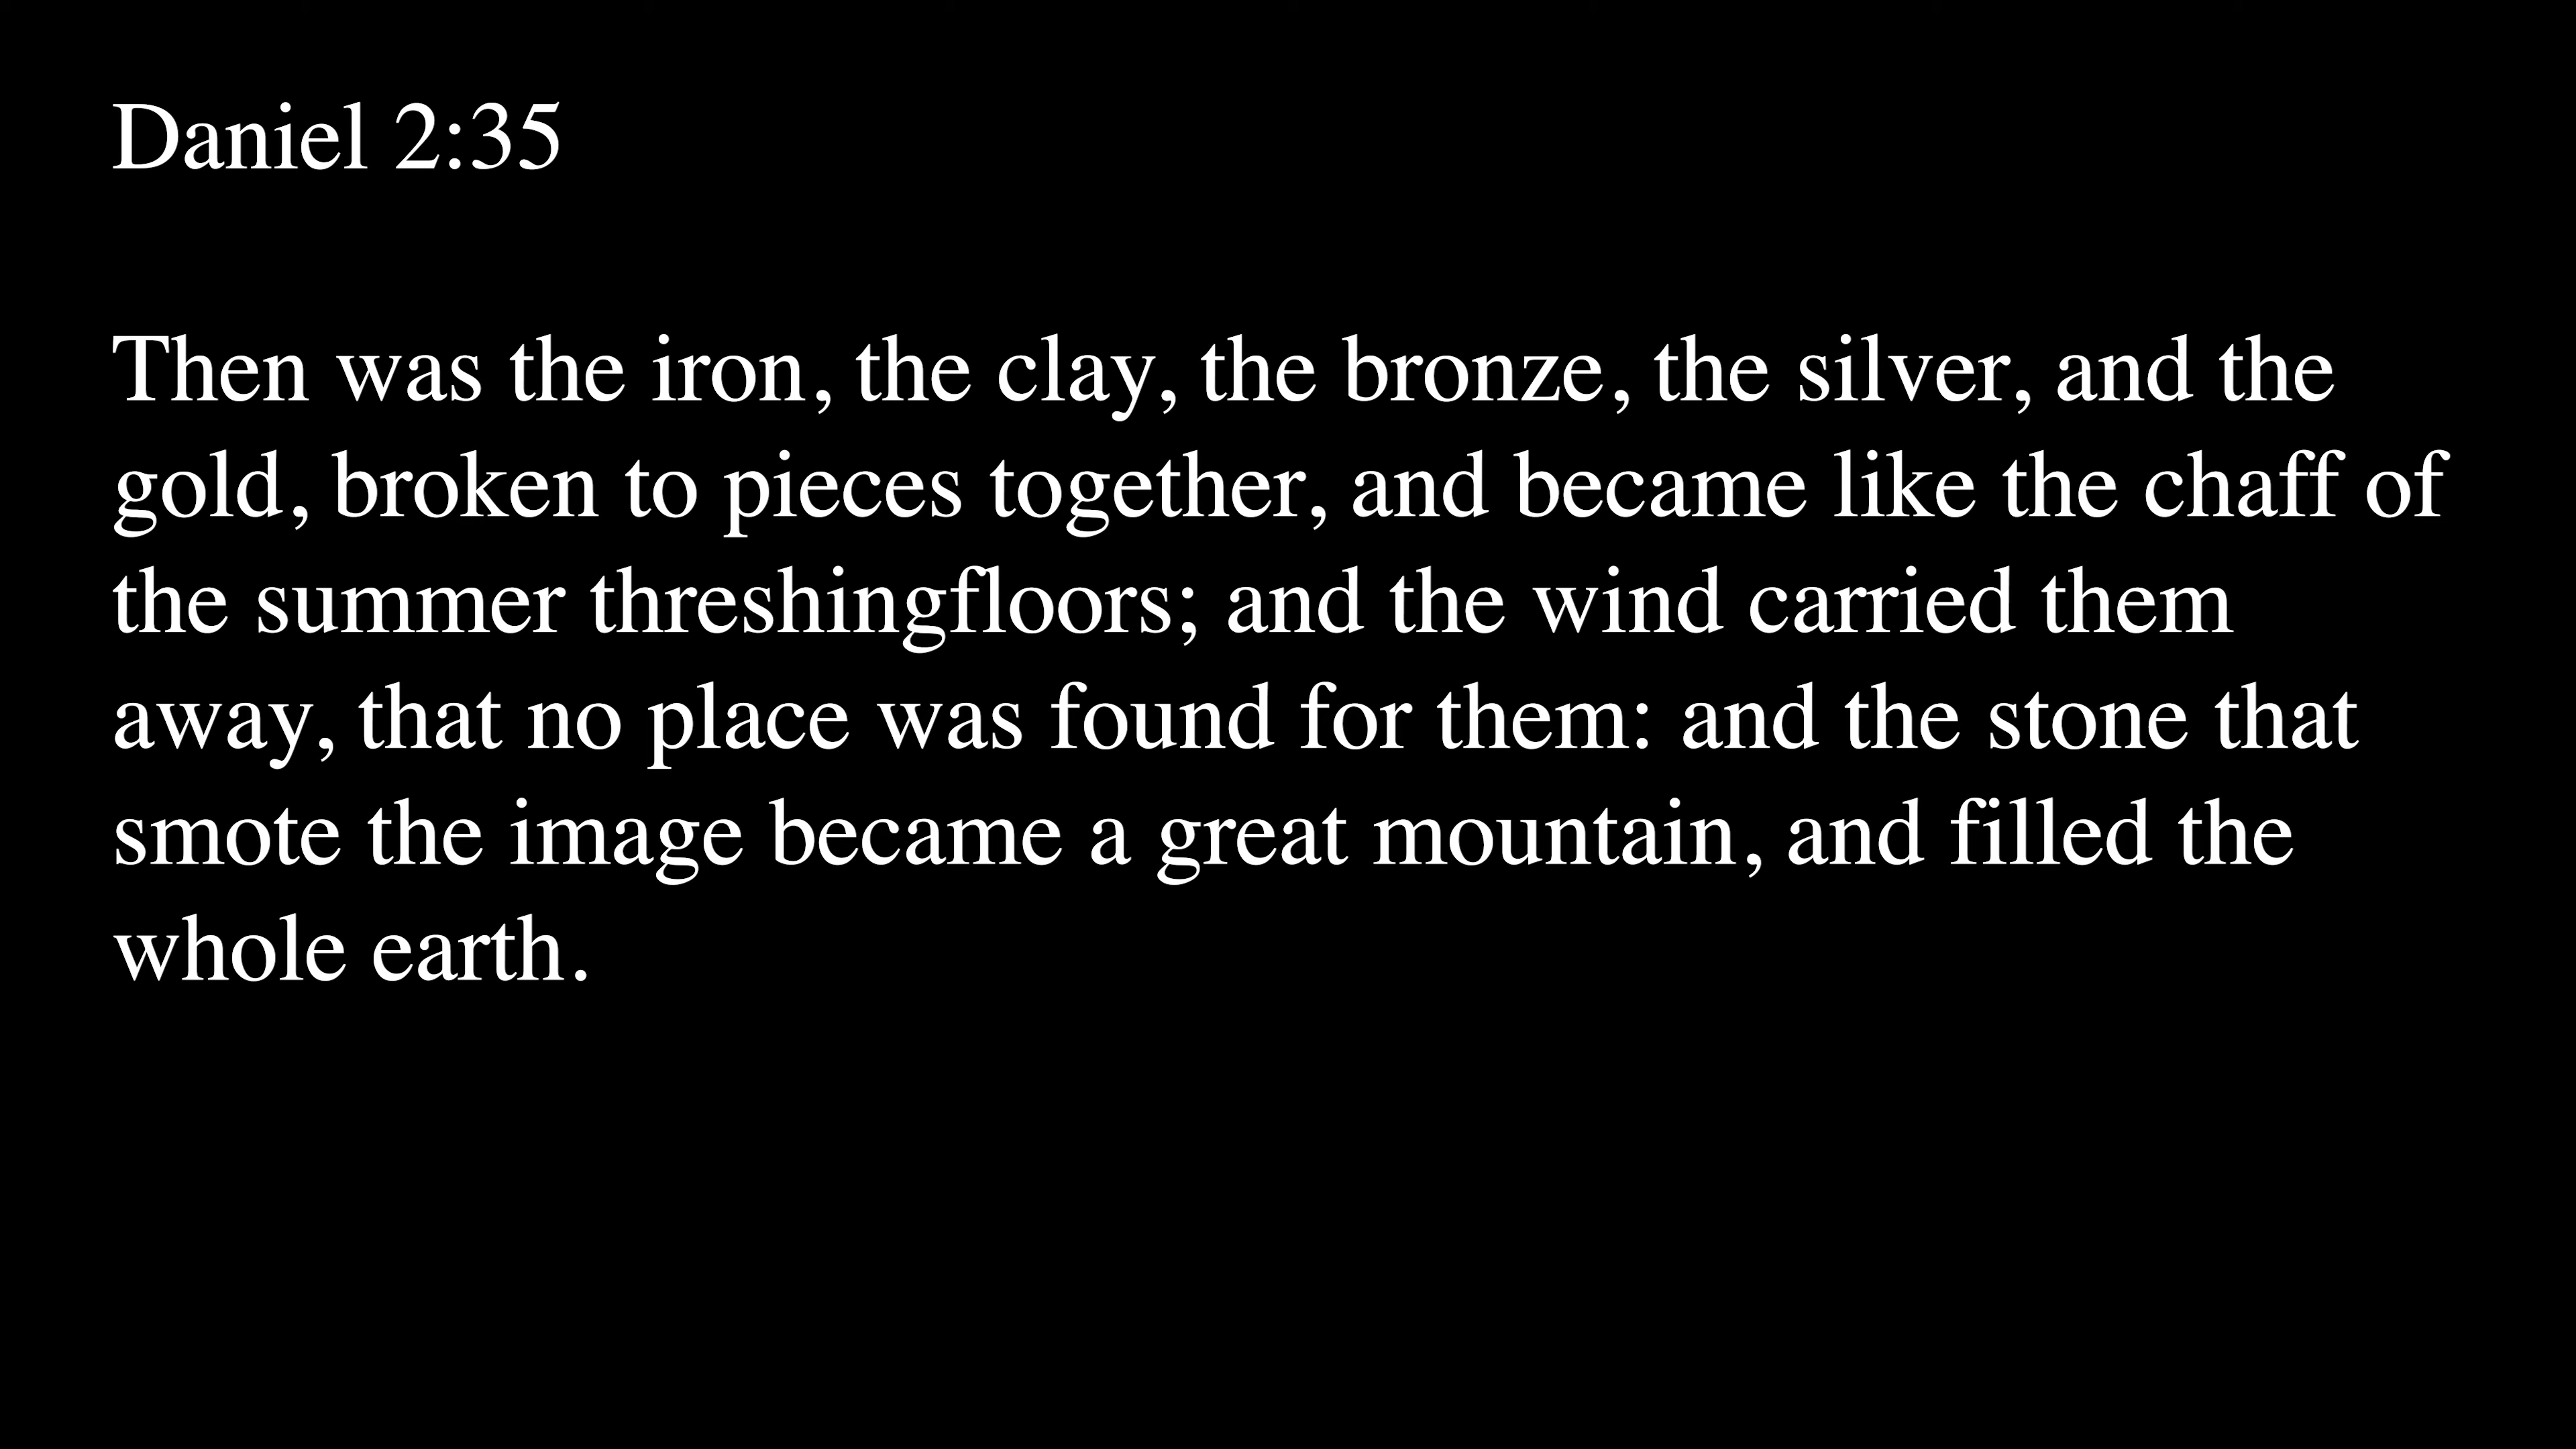 Daniel 2:35
Then was the iron, the clay, the bronze, the silver, and the
gold, broken to pieces together, and became like the chaff of
the summer threshingfloors; and the wind carried them
away, that no place was found for them: and the stone that
smote the image became a great mountain, and filled the
whole earth.